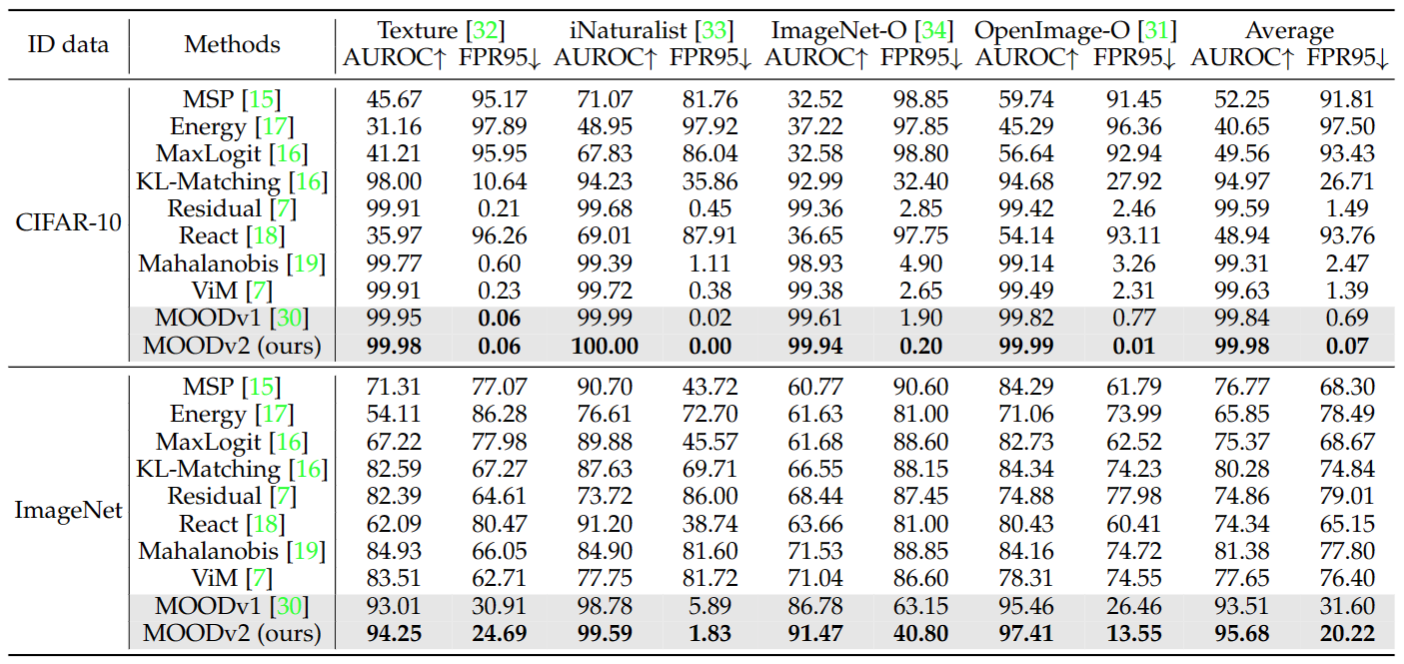 ID data Methods Texture [32] iNaturalist [33] ImageNet-O [34] OpenImage-O [31] Average
AUROC↑ FPR95↓ AUROC↑ FPR95↓ AUROC↑ FPR95↓ AUROC↑ FPR95↓ AUROC↑ FPR95↓
CIFAR-10
MSP [15] 45.67 95.17 71.07 81.76 32.52 98.85 59.74 91.45 52.25 91.81
Energy [17] 31.16 97.89 48.95 97.92 37.22 97.85 45.29 96.36 40.65 97.50
MaxLogit [16] 41.21 95.95 67.83 86.04 32.58 98.80 56.64 92.94 49.56 93.43
KL-Matching [16] 98.00 10.64 94.23 35.86 92.99 32.40 94.68 27.92 94.97 26.71
Residual [7] 99.91 0.21 99.68 0.45 99.36 2.85 99.42 2.46 99.59 1.49
React [18] 35.97 96.26 69.01 87.91 36.65 97.75 54.14 93.11 48.94 93.76
Mahalanobis [19] 99.77 0.60 99.39 1.11 98.93 4.90 99.14 3.26 99.31 2.47
ViM [7] 99.91 0.23 99.72 0.38 99.38 2.65 99.49 2.31 99.63 1.39
MOODv1 [30] 99.95 0.06 99.99 0.02 99.61 1.90 99.82 0.77 99.84 0.69
MOODv2 (ours) 99.98 0.06 100.00 0.00 99.94 0.20 99.99 0.01 99.98 0.07
ImageNet
MSP [15] 71.31 77.07 90.70 43.72 60.77 90.60 84.29 61.79 76.77 68.30
Energy [17] 54.11 86.28 76.61 72.70 61.63 81.00 71.06 73.99 65.85 78.49
MaxLogit [16] 67.22 77.98 89.88 45.57 61.68 88.60 82.73 62.52 75.37 68.67
KL-Matching [16] 82.59 67.27 87.63 69.71 66.55 88.15 84.34 74.23 80.28 74.84
Residual [7] 82.39 64.61 73.72 86.00 68.44 87.45 74.88 77.98 74.86 79.01
React [18] 62.09 80.47 91.20 38.74 63.66 81.00 80.43 60.41 74.34 65.15
Mahalanobis [19] 84.93 66.05 84.90 81.60 71.53 88.85 84.16 74.72 81.38 77.80
ViM [7] 83.51 62.71 77.75 81.72 71.04 86.60 78.31 74.55 77.65 76.40
MOODv1 [30] 93.01 30.91 98.78 5.89 86.78 63.15 95.46 26.46 93.51 31.60
MOODv2 (ours) 94.25 24.69 99.59 1.83 91.47 40.80 97.41 13.55 95.68 20.22